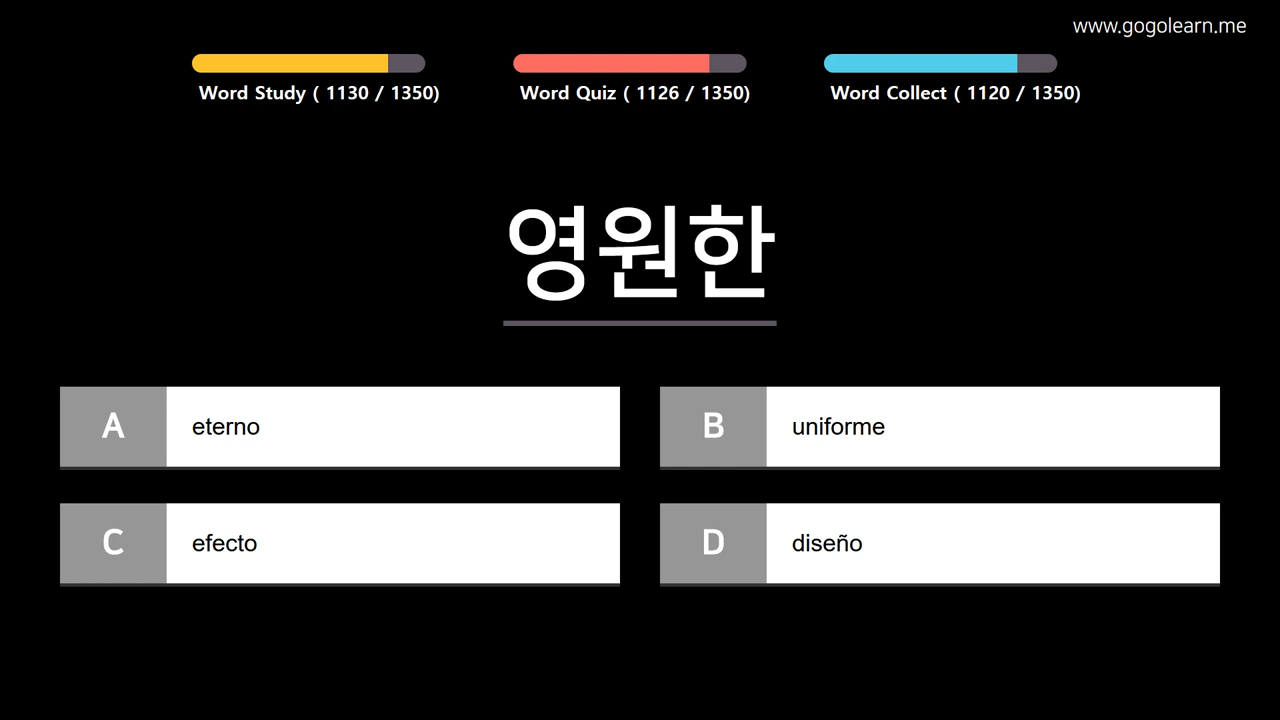 www.gogolearn.me
Word Study ( 1130 / 1350)
Word Quiz ( 1126 / 1350)
Word Collect ( 1120 / 1350)
영원한
A eterno
B uniforme
C efecto
D diseño